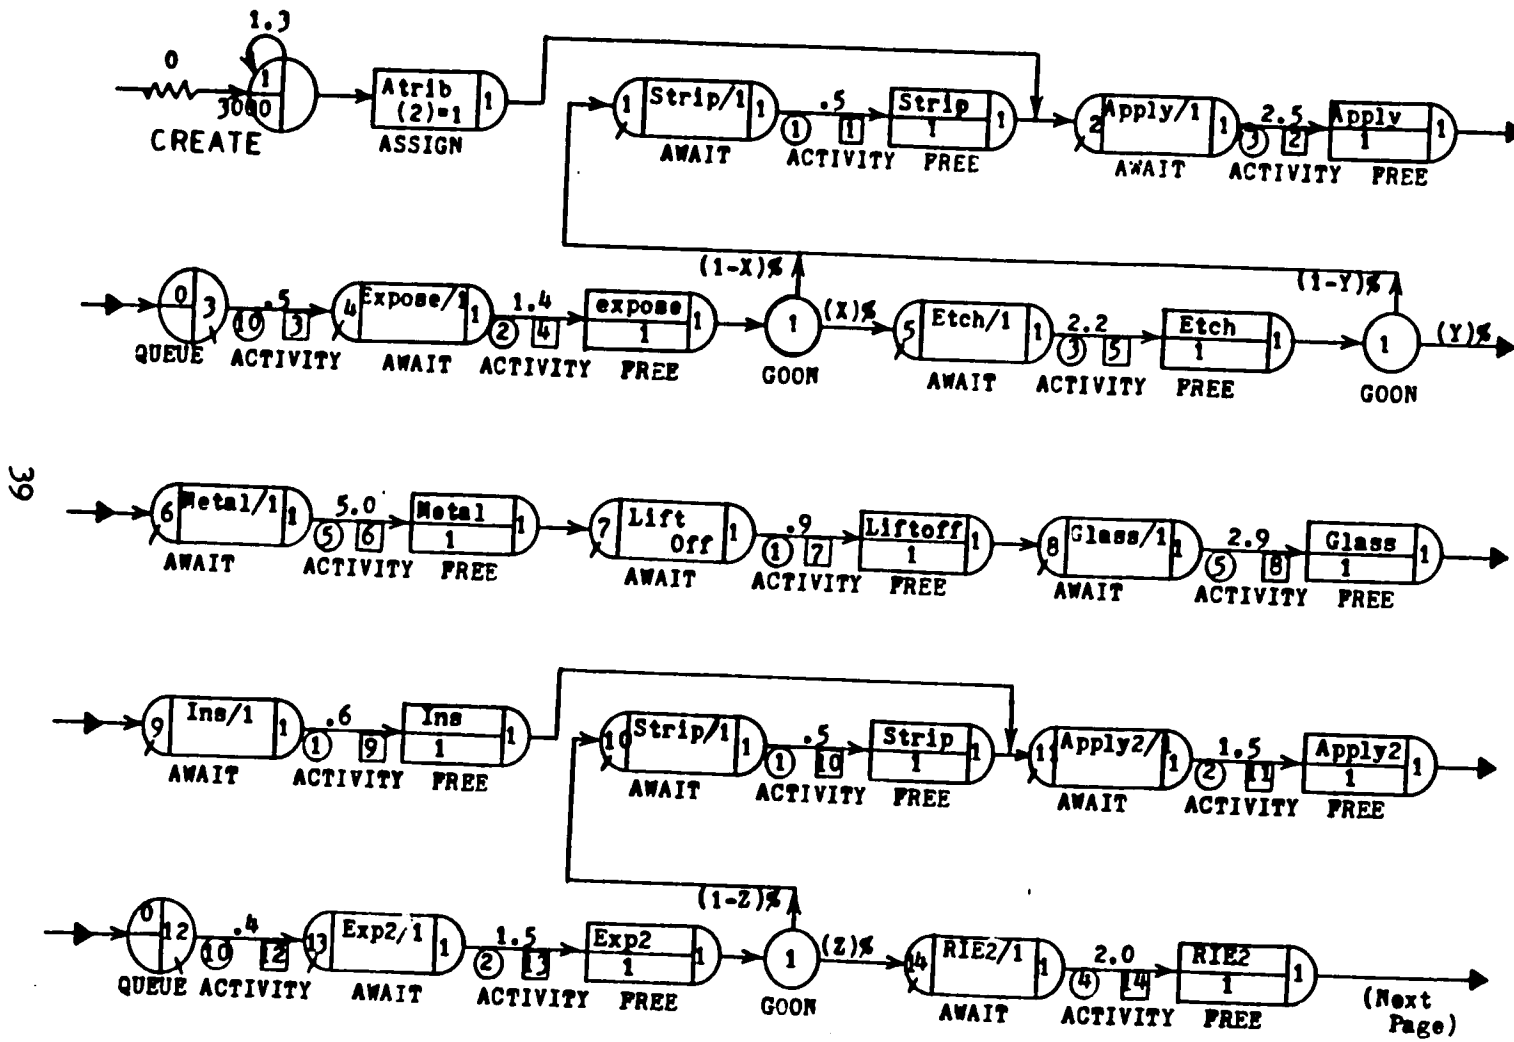 1.3
0
1
3000
CREATE
Atrib
(2)=1
1
ASSIGN
1
Strip/1
1
AWAIT
.5
1
1
ACTIVITY
Strip
1
1
FREE
2
Apply/1
1
AWAIT
2.5
3
2
ACTIVITY
Apply
1
1
FREE
0
3
QUEUE
.5
10
3
ACTIVITY
4
Expose/1
1
AWAIT
1.4
2
4
ACTIVITY
expose
1
1
FREE
(1-X)%
1
GOON
(X)%
5
Etch/1
1
AWAIT
2.2
3
5
ACTIVITY
Etch
1
1
FREE
(1-Y)%
1
GOON
(Y)%
39
6
Metal/1
1
AWAIT
5.0
5
6
ACTIVITY
Metal
1
1
FREE
7
Lift
Off
1
AWAIT
.9
1
7
ACTIVITY
Liftoff
1
1
FREE
8
Glass/1
1
AWAIT
2.9
5
8
ACTIVITY
Glass
1
1
FREE
9
Ins/1
1
AWAIT
.6
1
9
ACTIVITY
Ins
1
1
FREE
10
Strip/1
1
AWAIT
.5
1
10
ACTIVITY
Strip
1
1
FREE
11
Apply2/1
1
AWAIT
1.5
2
11
ACTIVITY
Apply2
1
1
FREE
0
12
QUEUE
.4
10
12
ACTIVITY
13
Exp2/1
1
AWAIT
1.5
2
13
ACTIVITY
Exp2
1
1
FREE
(1-Z)%
1
GOON
(Z)%
14
RIE2/1
1
AWAIT
2.0
4
14
ACTIVITY
RIE2
1
1
FREE
(Next
Page)